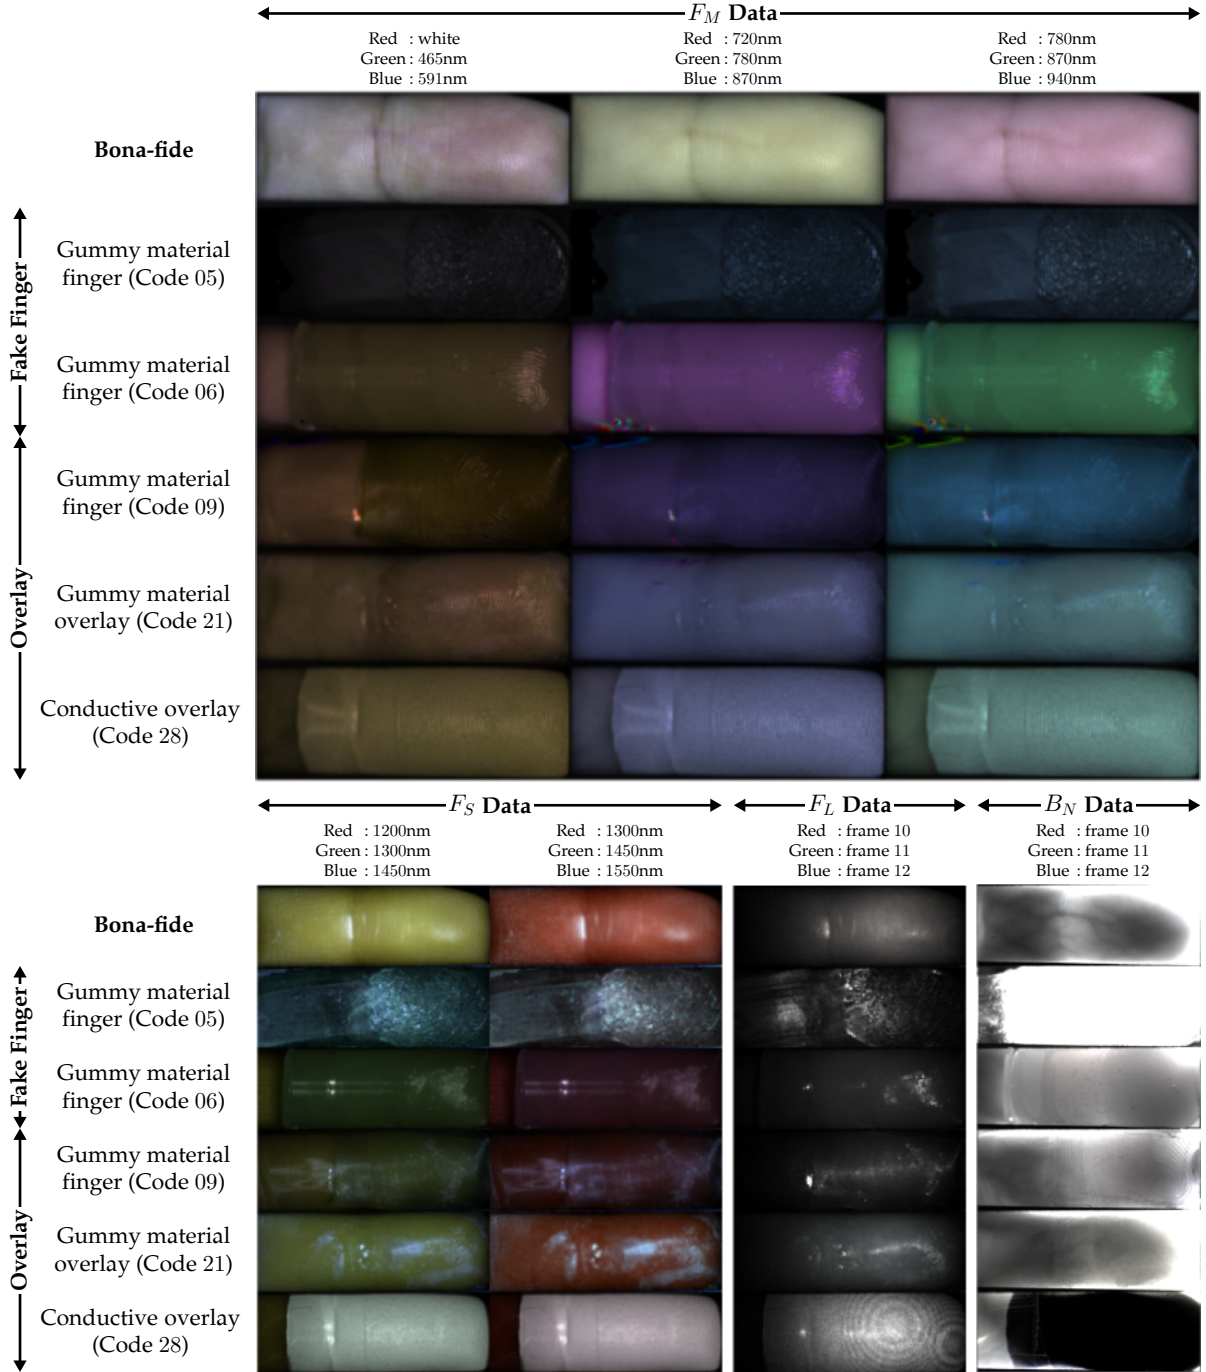 F_M Data
Red : white
Green : 465nm
Blue : 591nm
Red : 720nm
Green : 780nm
Blue : 870nm
Red : 780nm
Green : 870nm
Blue : 940nm
Bona-fide
Fake Finger
Gummy material
finger (Code 05)
Gummy material
finger (Code 06)
Overlay
Gummy material
finger (Code 09)
Gummy material
overlay (Code 21)
Conductive overlay
(Code 28)
F_S Data
F_L Data
B_N Data
Red : 1200nm
Green : 1300nm
Blue : 1450nm
Red : 1300nm
Green : 1450nm
Blue : 1550nm
Red : frame 10
Green : frame 11
Blue : frame 12
Red : frame 10
Green : frame 11
Blue : frame 12
Bona-fide
Fake Finger
Gummy material
finger (Code 05)
Gummy material
finger (Code 06)
Overlay
Gummy material
finger (Code 09)
Gummy material
overlay (Code 21)
Conductive overlay
(Code 28)